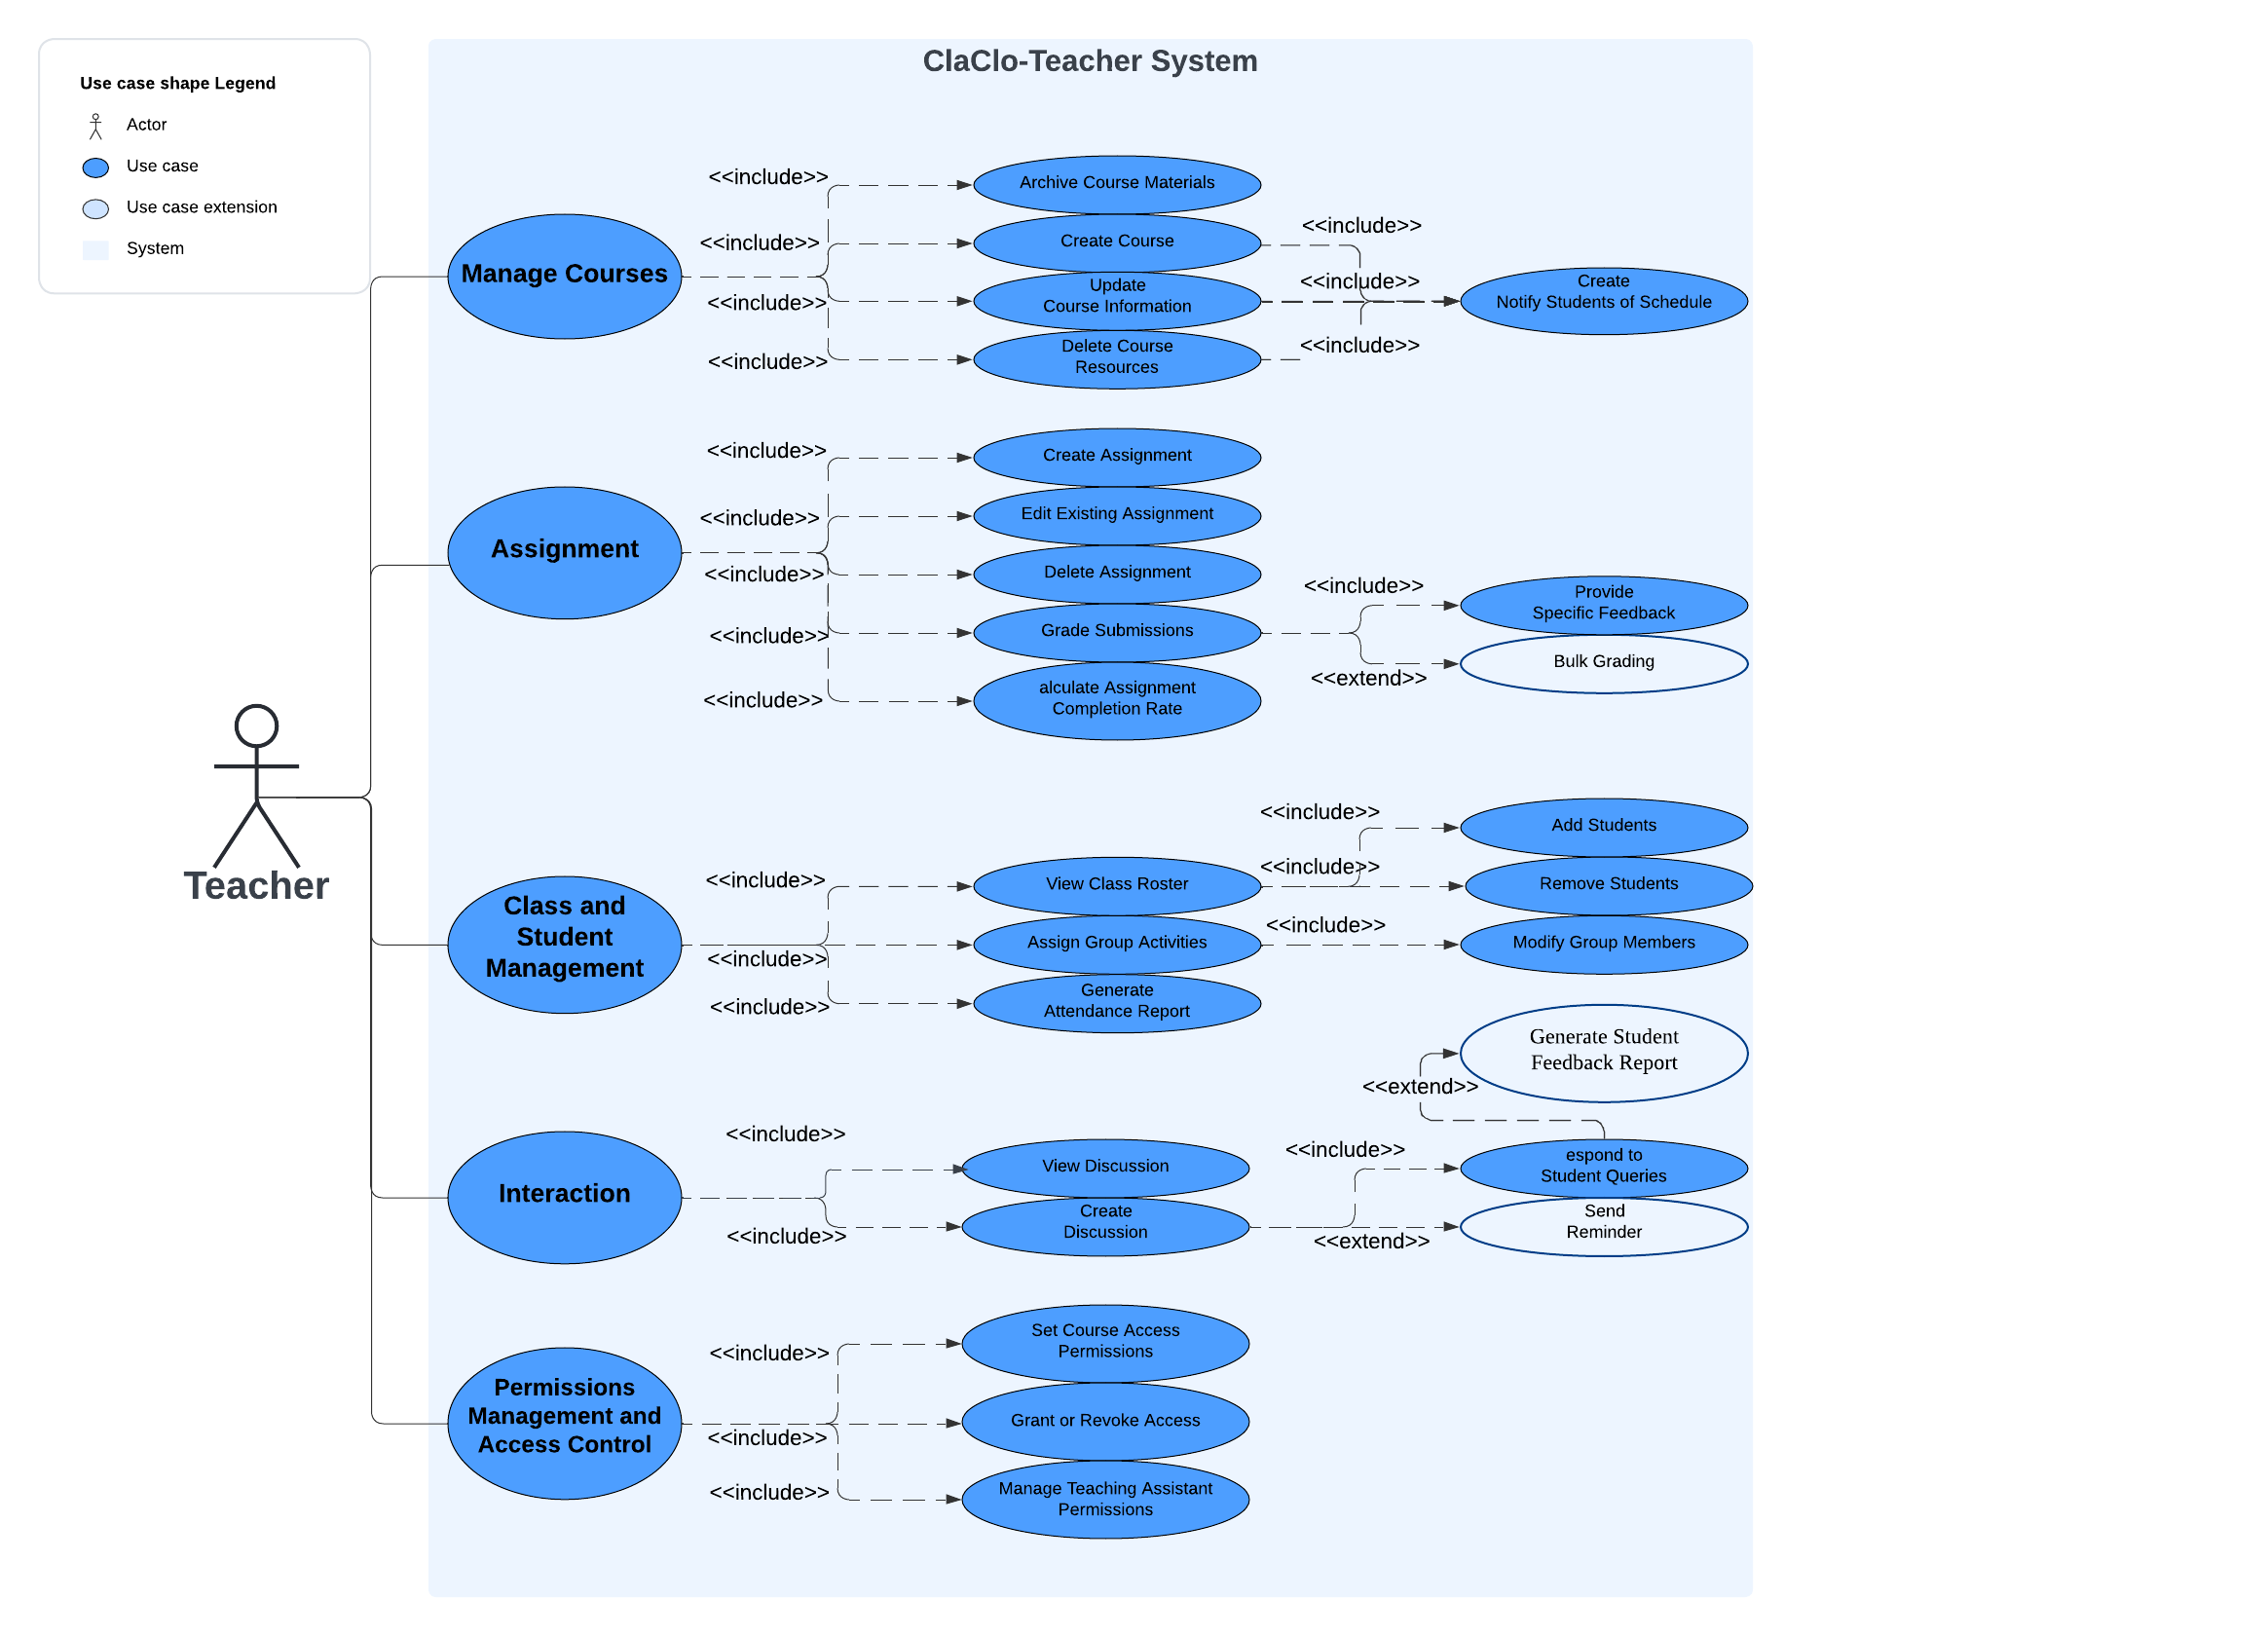 ClaClo-Teacher System
Use case shape Legend
Actor
Use case
Use case extension
System
Teacher
Manage Courses
<<include>>
<<include>>
<<include>>
<<include>>
Archive Course Materials
Create Course
Update
Course Information
Delete Course
Resources
<<include>>
<<include>>
<<include>>
Create
Notify Students of Schedule
Assignment
<<include>>
<<include>>
<<include>>
<<include>>
<<include>>
Create Assignment
Edit Existing Assignment
Delete Assignment
Grade Submissions
alculate Assignment
Completion Rate
<<include>>
<<extend>>
Provide
Specific Feedback
Bulk Grading
Class and
Student
Management
<<include>>
<<include>>
<<include>>
View Class Roster
Assign Group Activities
Generate
Attendance Report
<<include>>
<<include>>
<<include>>
Add Students
Remove Students
Modify Group Members
Generate Student
Feedback Report
<<extend>>
Interaction
<<include>>
<<include>>
View Discussion
Create
Discussion
<<include>>
<<extend>>
espond to
Student Queries
Send
Reminder
Permissions
Management and
Access Control
<<include>>
<<include>>
<<include>>
Set Course Access
Permissions
Grant or Revoke Access
Manage Teaching Assistant
Permissions